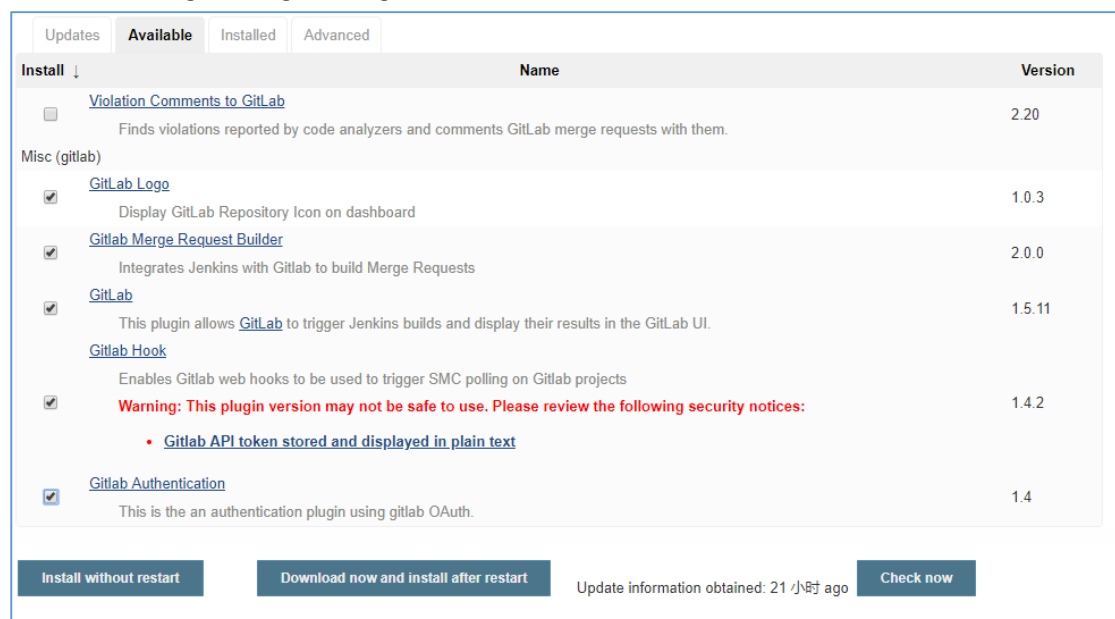 Updates Available Installed Advanced
Install ↓ Name Version
Violation Comments to GitLab
Finds violations reported by code analyzers and comments GitLab merge requests with them.
2.20
Misc (gitlab)
GitLab Logo
Display GitLab Repository Icon on dashboard
1.0.3
Gitlab Merge Request Builder
Integrates Jenkins with Gitlab to build Merge Requests
2.0.0
GitLab
This plugin allows GitLab to trigger Jenkins builds and display their results in the GitLab UI.
1.5.11
Gitlab Hook
Enables Gitlab web hooks to be used to trigger SMC polling on Gitlab projects
Warning: This plugin version may not be safe to use. Please review the following security notices:
• Gitlab API token stored and displayed in plain text
1.4.2
Gitlab Authentication
This is the an authentication plugin using gitlab OAuth.
1.4
Install without restart Download now and install after restart Update information obtained: 21 小时 ago Check now